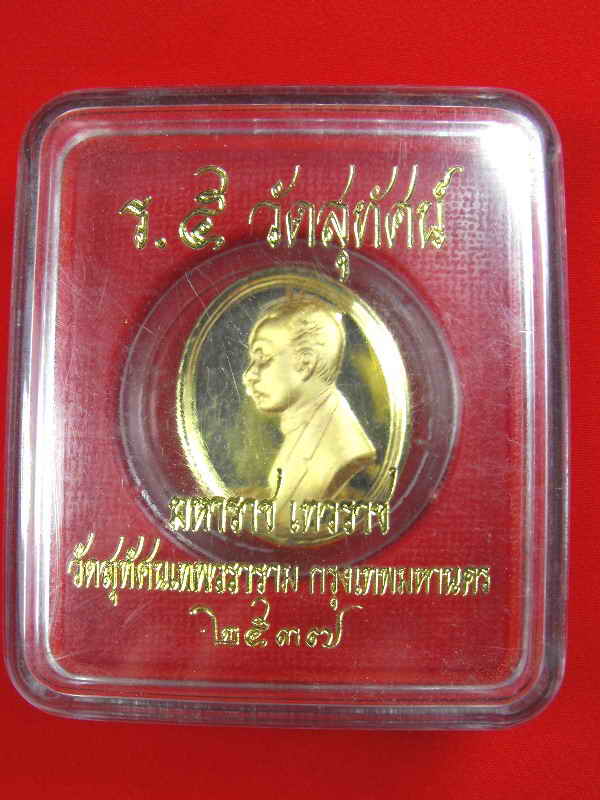 ร.๕ วัดสุทัศน์
มหาราช เทวราช
วัดสุทัศนเทพวราราม กรุงเทพมหานคร
๒๕๓๗